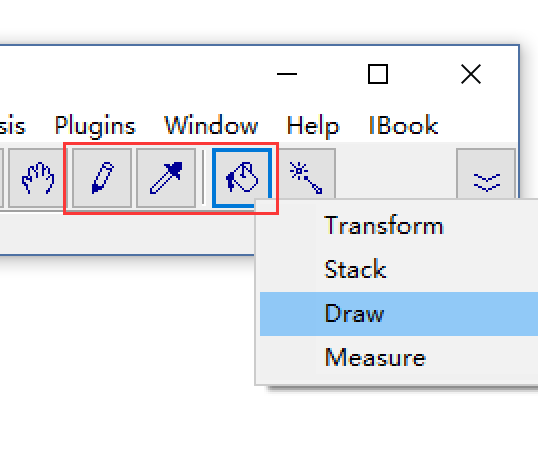 sis Plugins Window Help IBook
Transform
Stack
Draw
Measure